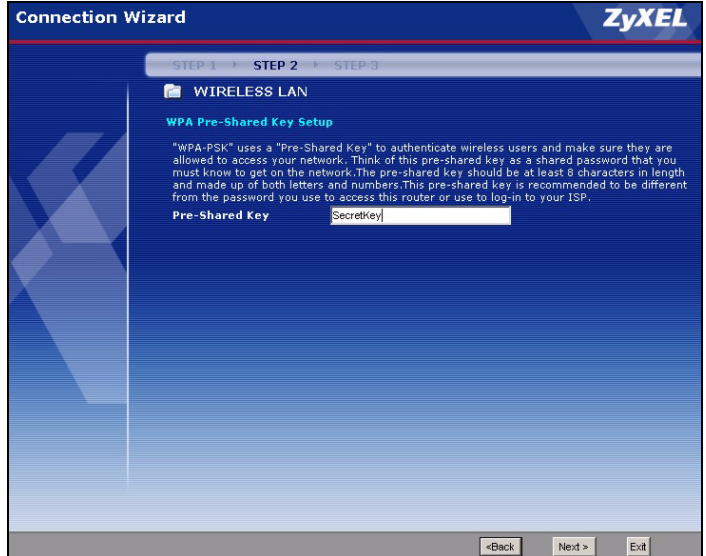 Connection Wizard
ZyXEL
STEP 1 STEP 2 STEP 3
WIRELESS LAN
WPA Pre-Shared Key Setup
"WPA-PSK" uses a "Pre-Shared Key" to authenticate wireless users and make sure they are
allowed to access your network. Think of this pre-shared key as a shared password that you
must know to get on the network.The pre-shared key should be at least 8 characters in length
and made up of both letters and numbers.This pre-shared key is recommended to be different
from the password you use to access this router or use to log-in to your ISP.
Pre-Shared Key SecretKey
<Back Next > Exit